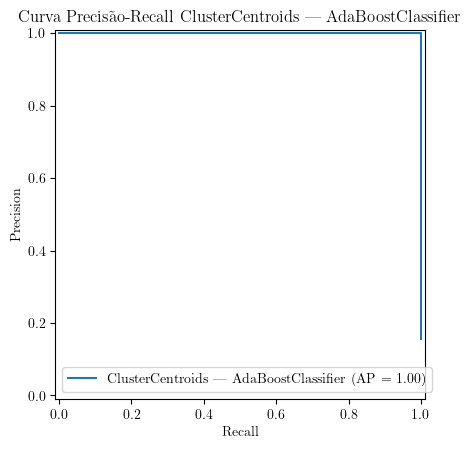 Curva Precisão-Recall ClusterCentroids — AdaBoostClassifier
1.0
0.8
0.6
0.4
0.2
0.0
Precision
ClusterCentroids — AdaBoostClassifier (AP = 1.00)
0.0 0.2 0.4 0.6 0.8 1.0
Recall